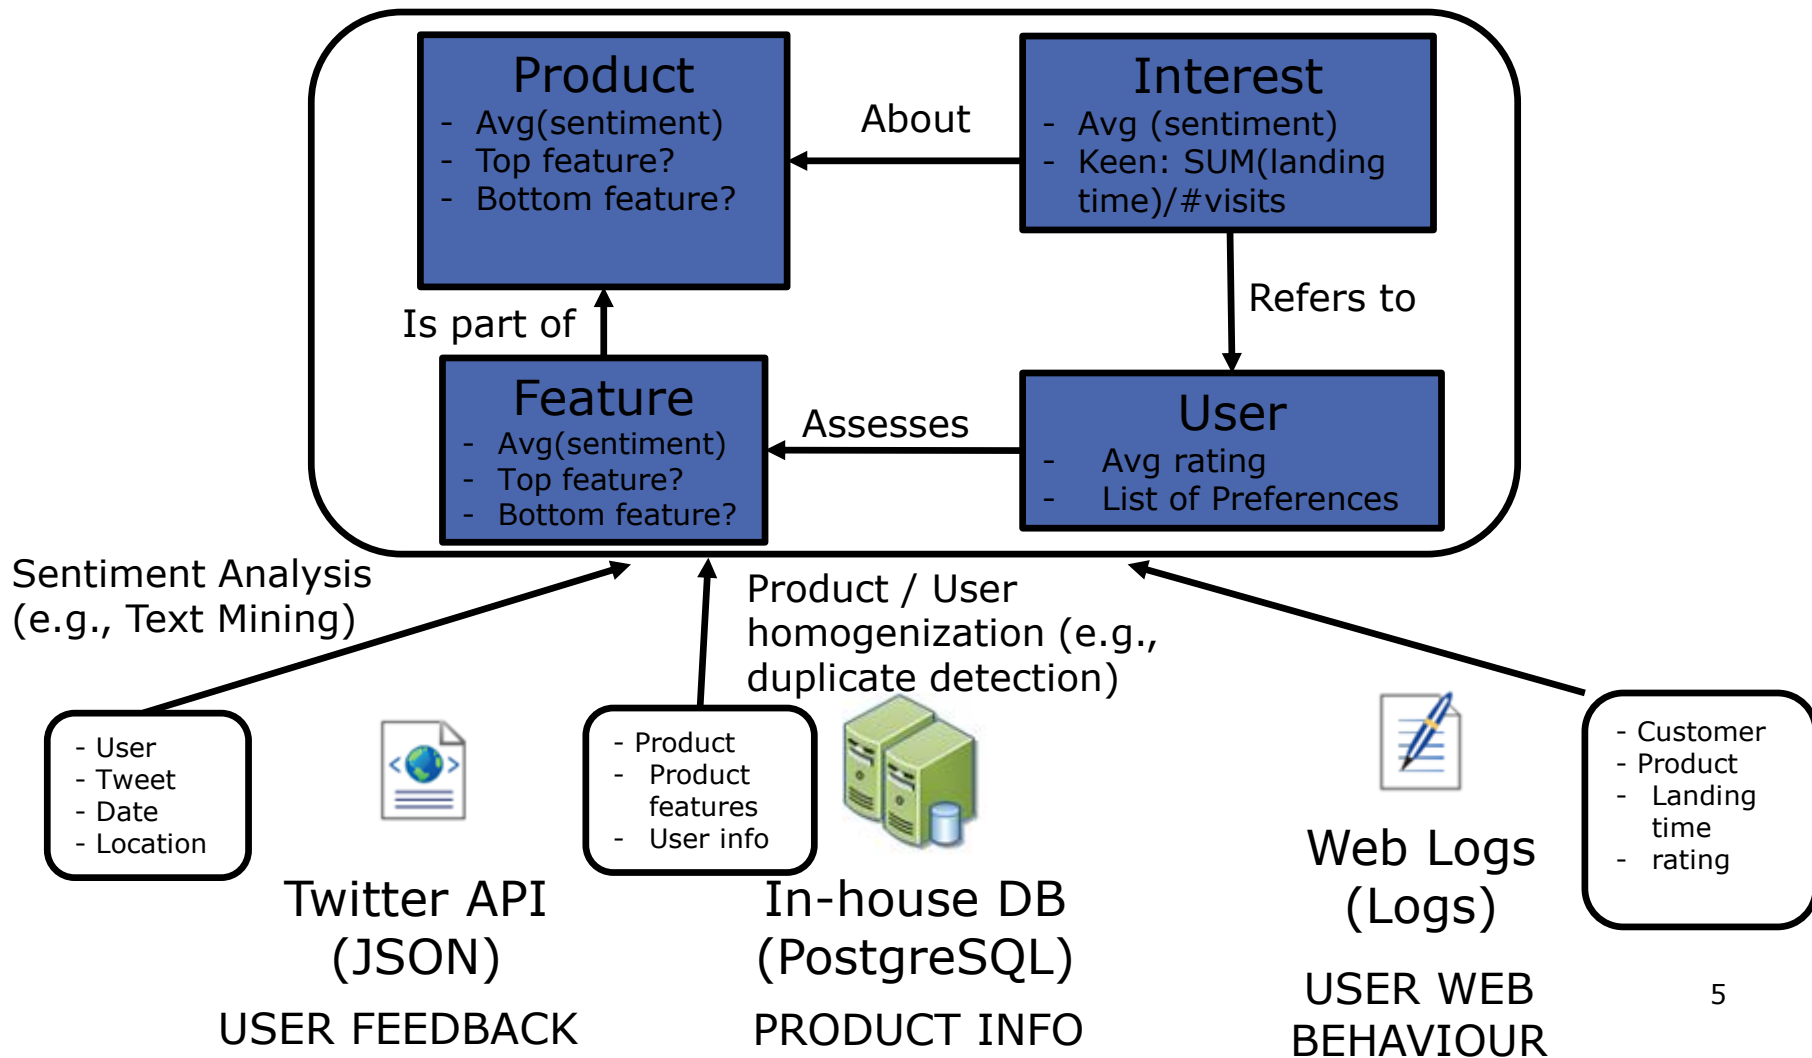 Product
- Avg(sentiment)
- Top feature?
- Bottom feature?
About
Interest
- Avg (sentiment)
- Keen: SUM(landing
time)/#visits
Is part of
Refers to
Feature
- Avg(sentiment)
- Top feature?
- Bottom feature?
Assesses
User
- Avg rating
- List of Preferences
Sentiment Analysis
(e.g., Text Mining)
Product / User
homogenization (e.g.,
duplicate detection)
- User
- Tweet
- Date
- Location
Twitter API
(JSON)
USER FEEDBACK
- Product
- Product
features
- User info
In-house DB
(PostgreSQL)
PRODUCT INFO
Web Logs
(Logs)
USER WEB
BEHAVIOUR
- Customer
- Product
- Landing
time
- rating
5